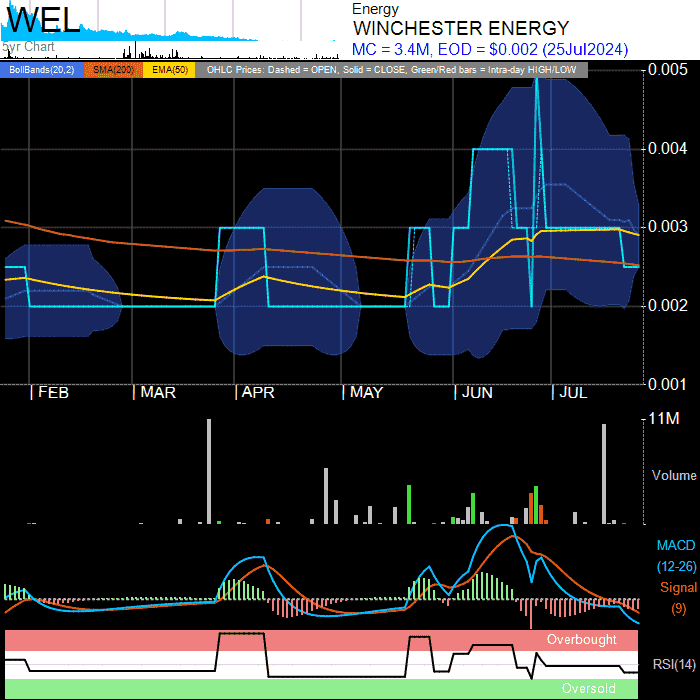 WEL
5yr Chart
Energy
WINCHESTER ENERGY
MC = 3.4M, EOD = $0.002 (25Jul2024)
BollBands(20,2) SMA(200) EMA(50) OHLC Prices: Dashed = OPEN, Solid = CLOSE, Green/Red bars = Intra-day HIGH/LOW
0.005
0.004
0.003
0.002
0.001
| FEB | MAR | APR | MAY | JUN | JUL
11M
Volume
MACD
(12-26)
Signal
(9)
Overbought
RSI(14)
Oversold